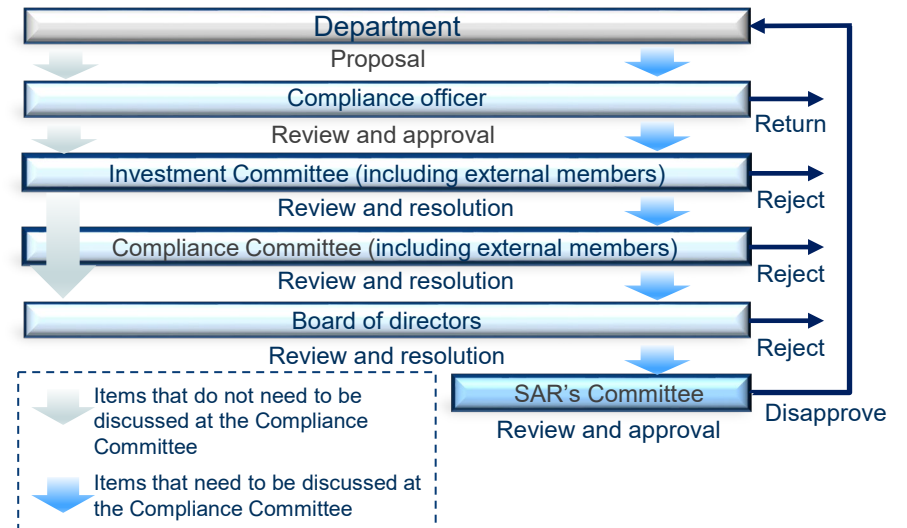 Department
Proposal
Compliance officer
Return
Review and approval
Investment Committee (including external members)
Reject
Review and resolution
Compliance Committee (including external members)
Reject
Review and resolution
Board of directors
Reject
Review and resolution
SAR's Committee
Disapprove
Review and approval
Items that do not need to be
discussed at the Compliance
Committee
Items that need to be discussed at
the Compliance Committee